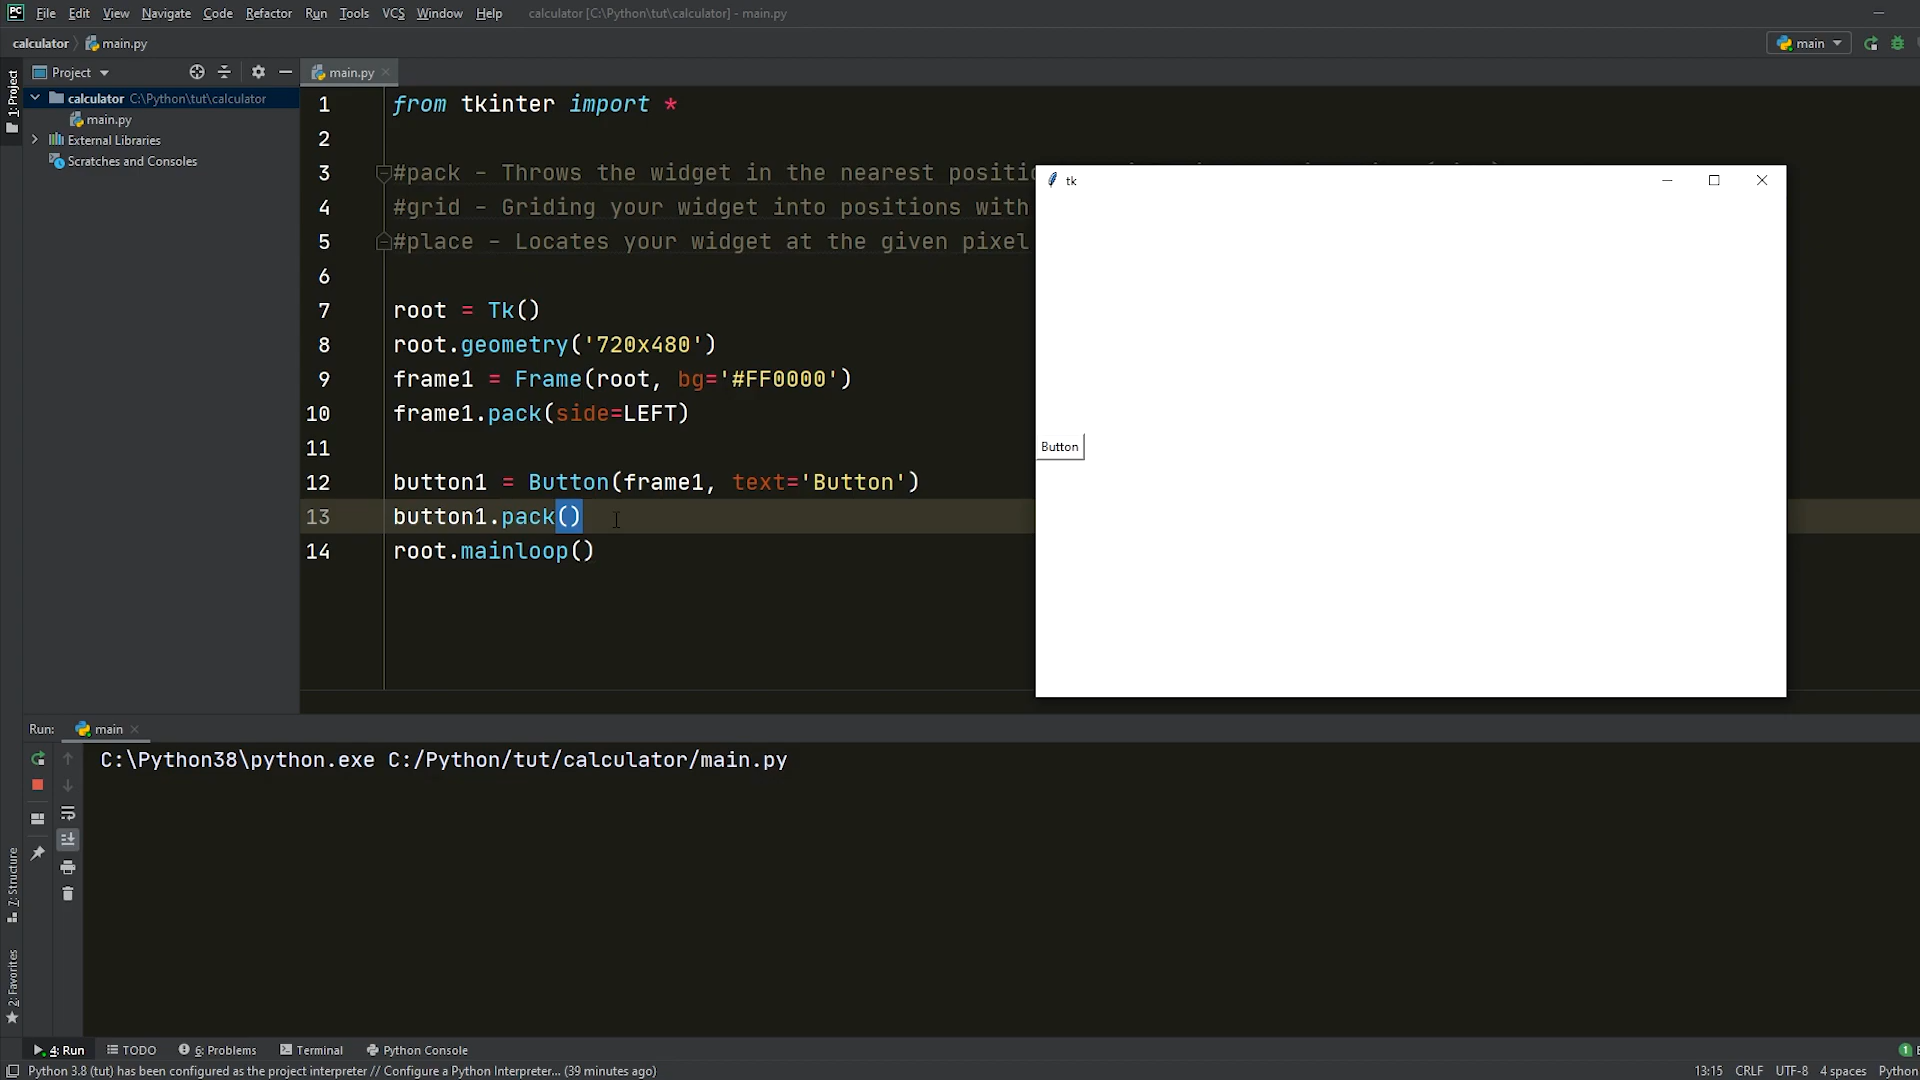 File Edit View Navigate Code Refactor Run Tools VCS Window Help calculator [C:\Python\tut\calculator] - main.py
calculator main.py main
1: Project
Project main.py
calculator C:\Python\tut\calculator
main.py
External Libraries
Scratches and Consoles
1 from tkinter import *
2
3 #pack - Throws the widget in the nearest
4 #grid - Griding your widget into positions with
5 #place - Locates your widget at the given pixel
6
7 root = Tk()
8 root.geometry('720x480')
9 frame1 = Frame(root, bg='#FF0000')
10 frame1.pack(side=LEFT)
11
12 button1 = Button(frame1, text='Button')
13 button1.pack()
14 root.mainloop()
tk
Button
Run: main
C:\Python38\python.exe C:/Python/tut/calculator/main.py
7: Structure
2: Favorites
4: Run TODO 6: Problems Terminal Python Console 1
Python 3.8 (tut) has been configured as the project interpreter // Configure a Python Interpreter... (39 minutes ago) 13:15 CRLF UTF-8 4 spaces Python